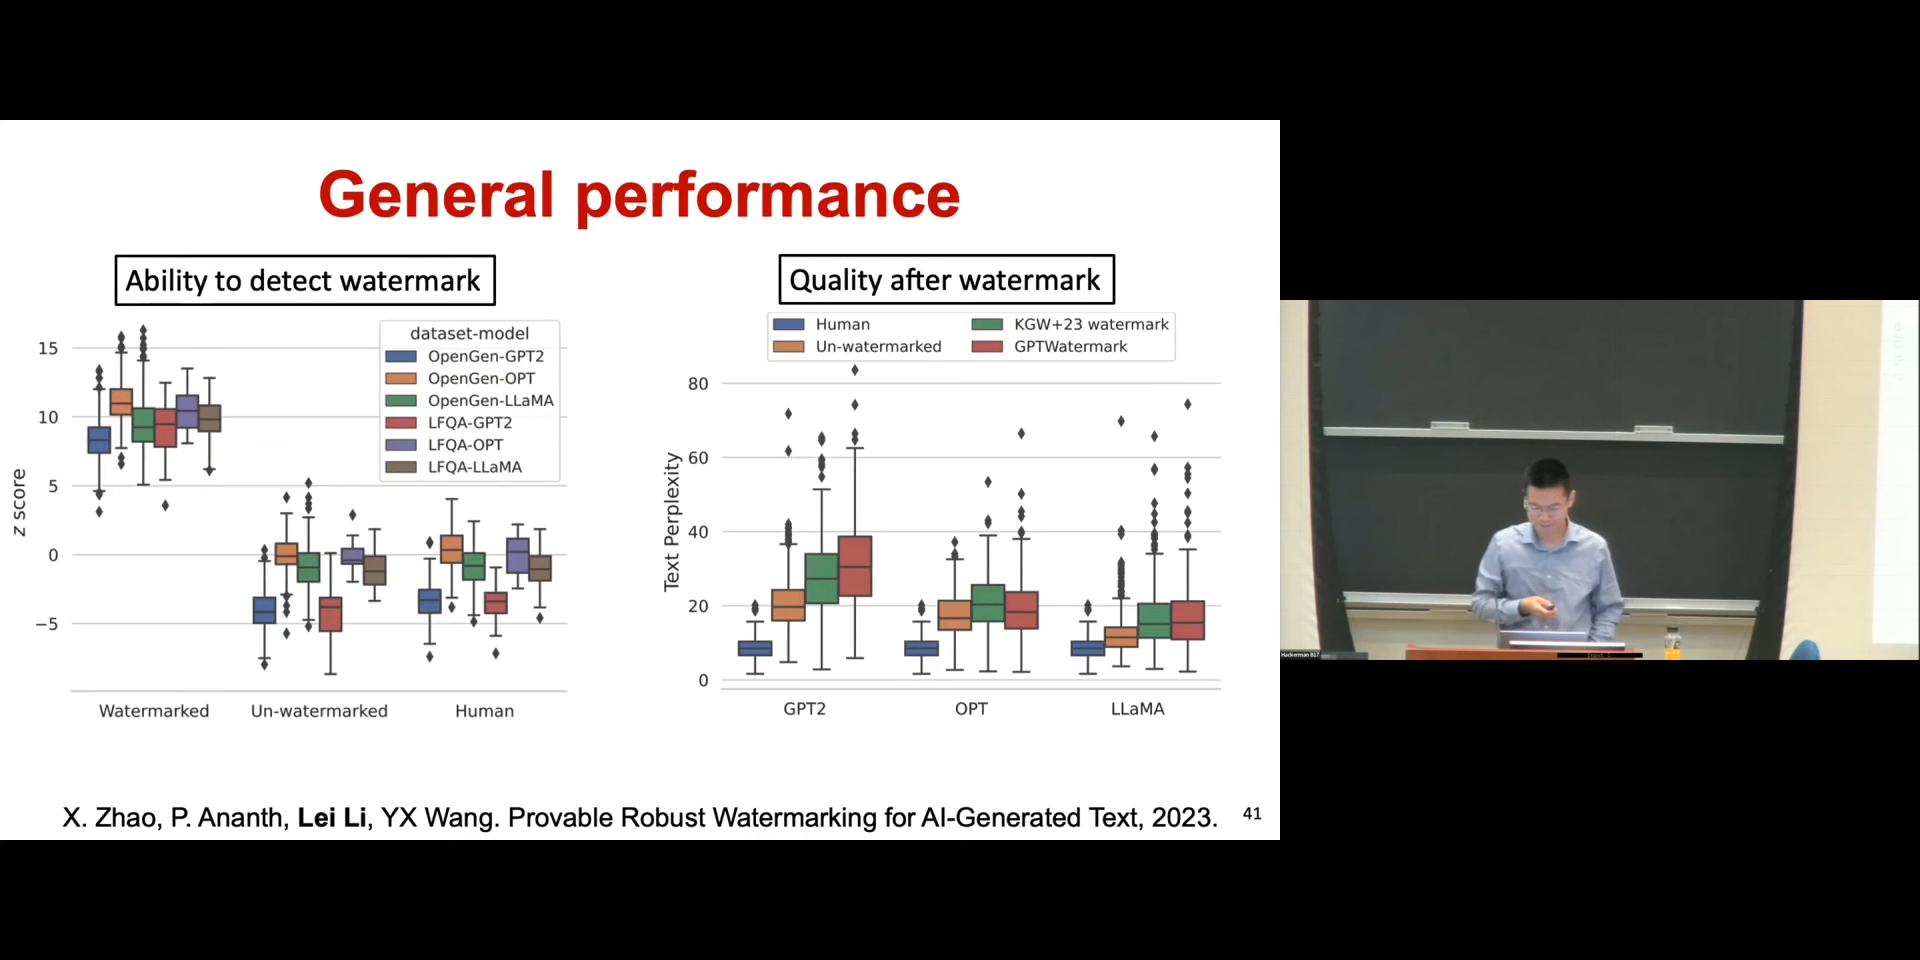 General performance
Ability to detect watermark
dataset-model
OpenGen-GPT2
OpenGen-OPT
OpenGen-LLaMA
LFQA-GPT2
LFQA-OPT
LFQA-LLaMA
15
10
5
0
−5
z score
Watermarked Un-watermarked Human
Quality after watermark
Human KGW+23 watermark
Un-watermarked GPTWatermark
80
60
40
20
0
Text Perplexity
GPT2 OPT LLaMA
X. Zhao, P. Ananth, Lei Li, YX Wang. Provable Robust Watermarking for AI-Generated Text, 2023. 41
Hackerman B17